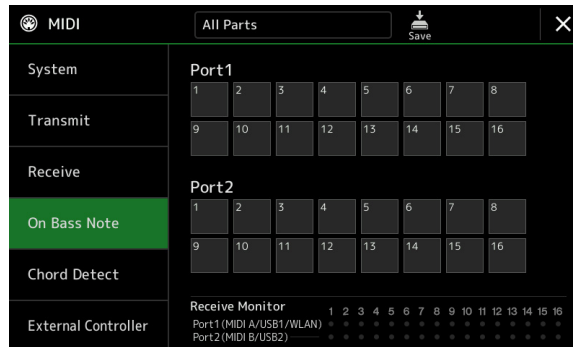 MIDI
All Parts
Save
System
Transmit
Receive
On Bass Note
Chord Detect
External Controller
Port1
1 2 3 4 5 6 7 8
9 10 11 12 13 14 15 16
Port2
1 2 3 4 5 6 7 8
9 10 11 12 13 14 15 16
Receive Monitor 1 2 3 4 5 6 7 8 9 10 11 12 13 14 15 16
Port1 (MIDI A/USB1/WLAN)
Port2 (MIDI B/USB2)